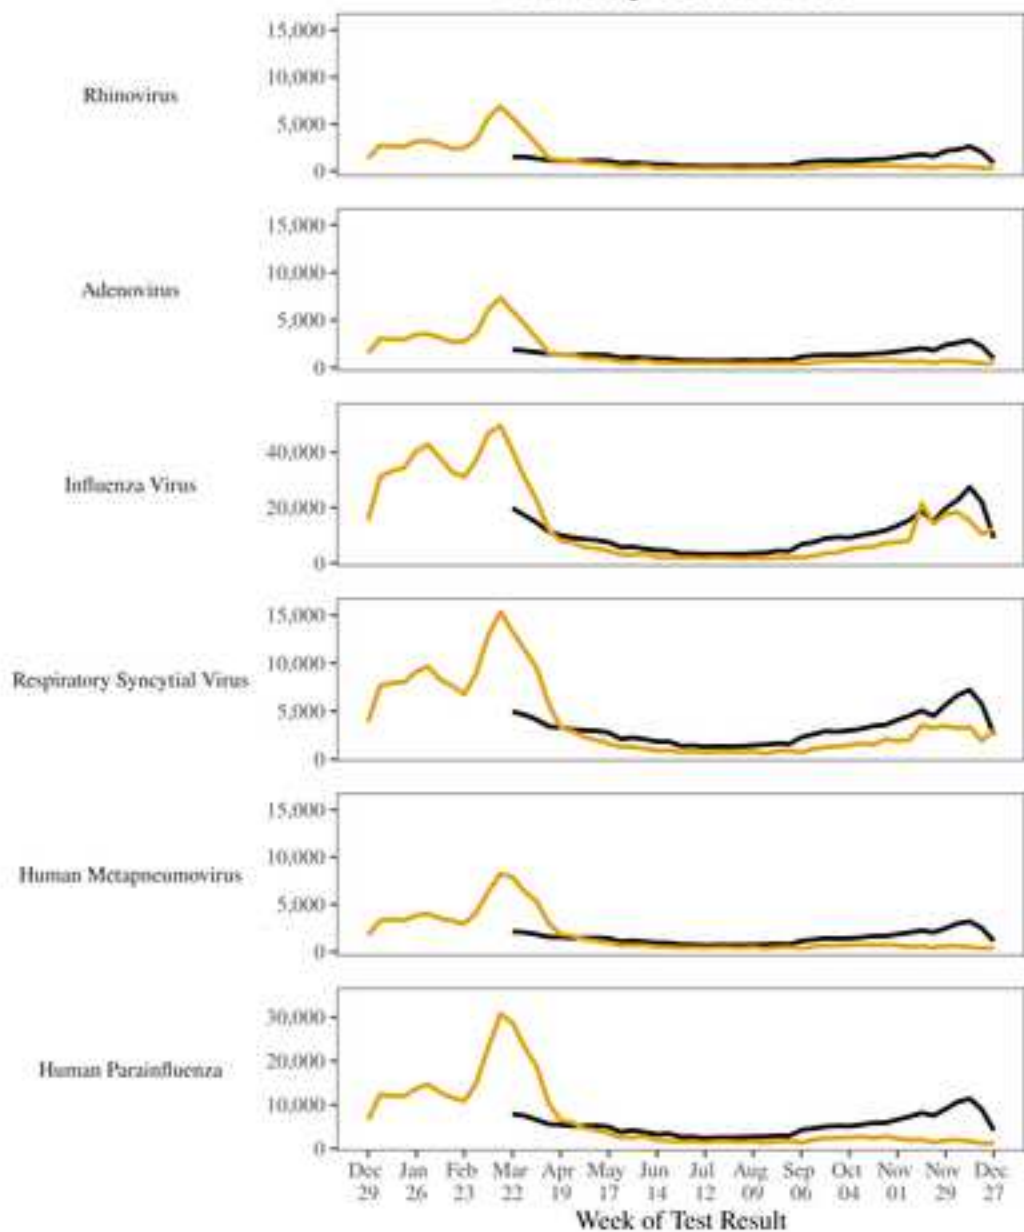 15,000
10,000
Rhinovirus
5,000
0
15,000
10,000
Adenovirus
5,000
0
40,000
Influenza Virus
20,000
0
15,000
10,000
Respiratory Syncytial Virus
5,000
0
15,000
10,000
Human Metapneumovirus
5,000
0
30,000
20,000
Human Parainfluenza
10,000
0
Dec Jan Feb Mar Apr May Jun Jul Aug Sep Oct Nov Nov Dec
29 26 23 22 19 17 14 12 09 06 04 01 29 27
Week of Test Result